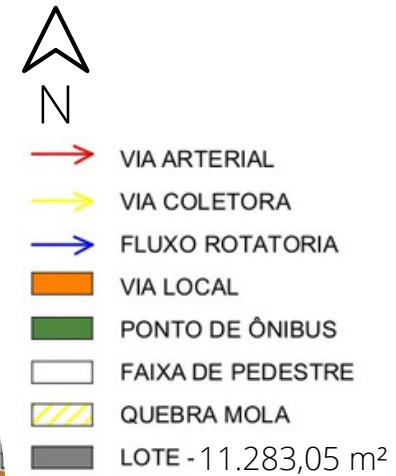 N
VIA ARTERIAL
VIA COLETORA
FLUXO ROTATORIA
VIA LOCAL
PONTO DE ÔNIBUS
FAIXA DE PEDESTRE
QUEBRA MOLA
LOTE - 11.283,05 m²